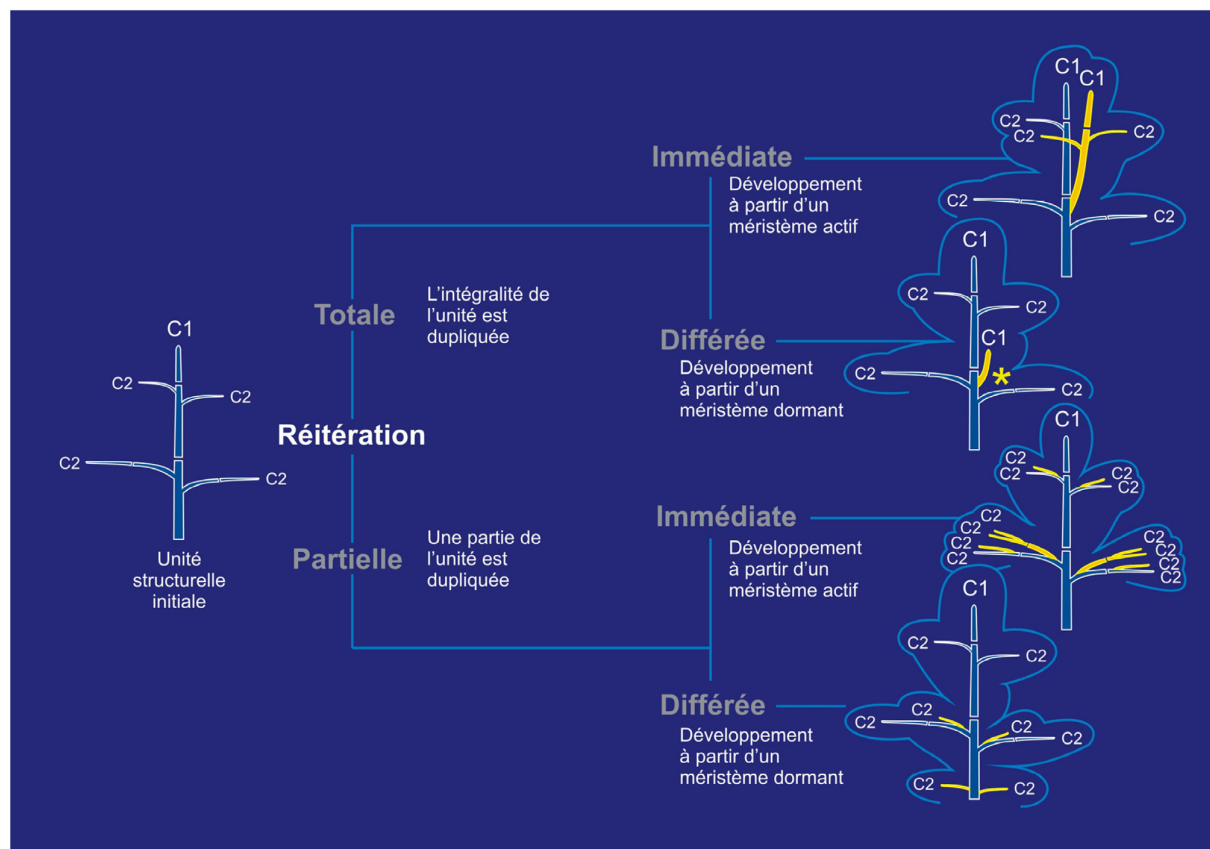 C1
C2
C2
C2
C2
Unité
structurelle
initiale
Réitération
Totale
L'intégralité de
l'unité est
dupliquée
Immédiate
Développement
à partir d'un
méristème actif
C1
C1
C2
C2
C2
C2
C2
Différée
Développement
à partir d'un
méristème dormant
C1
C2
C2
C1
*
C2
C2
Partielle
Une partie de
l'unité est
dupliquée
Immédiate
Développement
à partir d'un
méristème actif
C1
C2
C2
C2
C2
C2
C2
C2
C2
C2
C2
C2
C2
Différée
Développement
à partir d'un
méristème dormant
C1
C2
C2
C2
C2
C2
C2
C2
C2